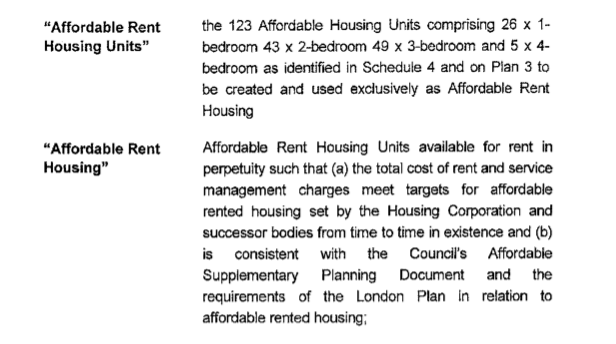 "Affordable Rent Housing Units"
the 123 Affordable Housing Units comprising 26 x 1-
bedroom 43 x 2-bedroom 49 x 3-bedroom and 5 x 4-
bedroom as identified in Schedule 4 and on Plan 3 to
be created and used exclusively as Affordable Rent
Housing
"Affordable Rent
Housing"
Affordable Rent Housing Units available for rent in
perpetuity such that (a) the total cost of rent and service
management charges meet targets for affordable
rented housing set by the Housing Corporation and
successor bodies from time to time in existence and (b)
is consistent with the Council's Affordable
Supplementary Planning Document and the
requirements of the London Plan in relation to
affordable rented housing;